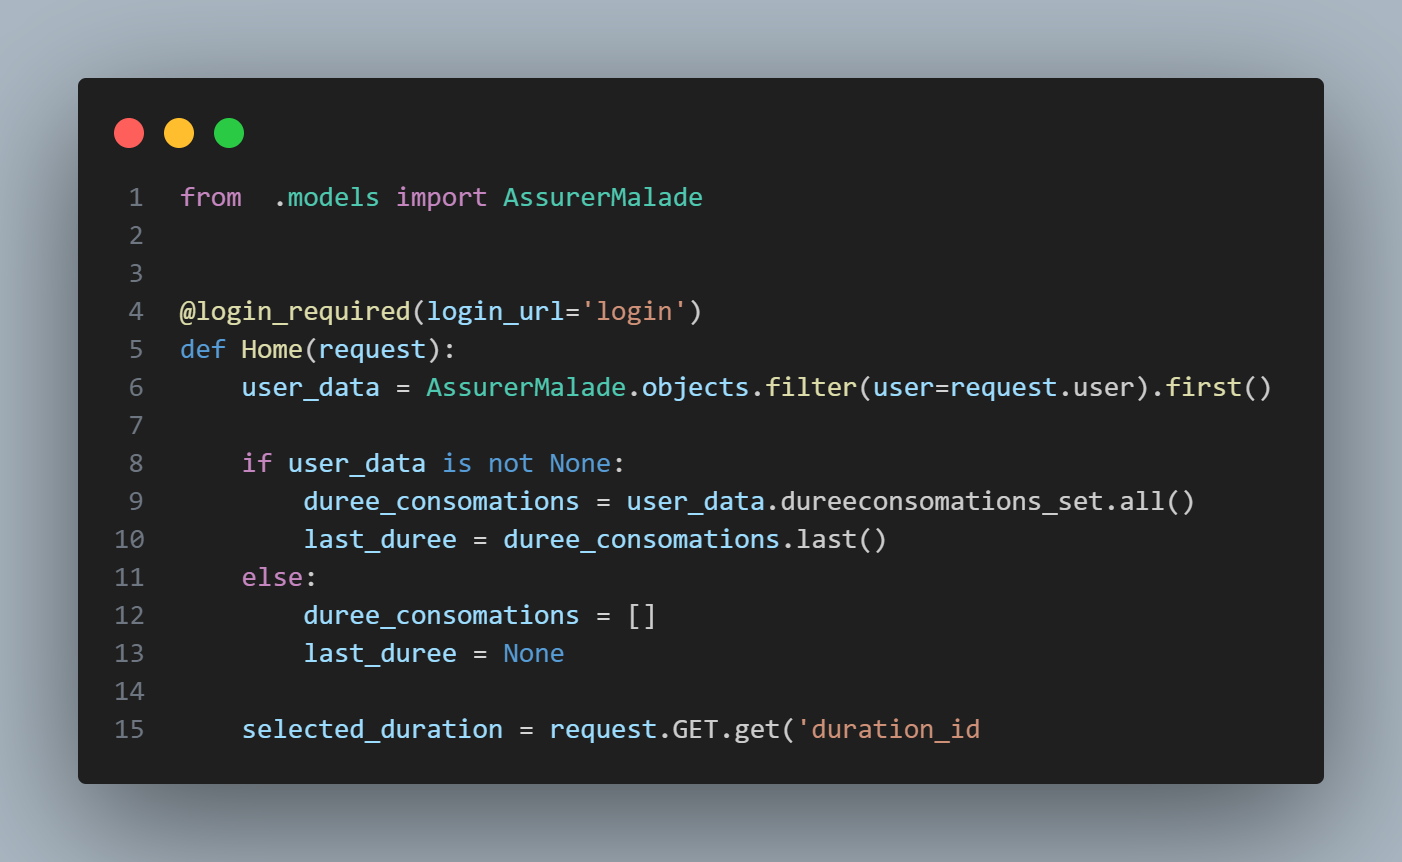 1 from  .models import AssurerMalade
2
3
4 @login_required(login_url='login')
5 def Home(request):
6     user_data = AssurerMalade.objects.filter(user=request.user).first()
7
8     if user_data is not None:
9         duree_consomations = user_data.dureeconsomations_set.all()
10         last_duree = duree_consomations.last()
11     else:
12         duree_consomations = []
13         last_duree = None
14
15     selected_duration = request.GET.get('duration_id